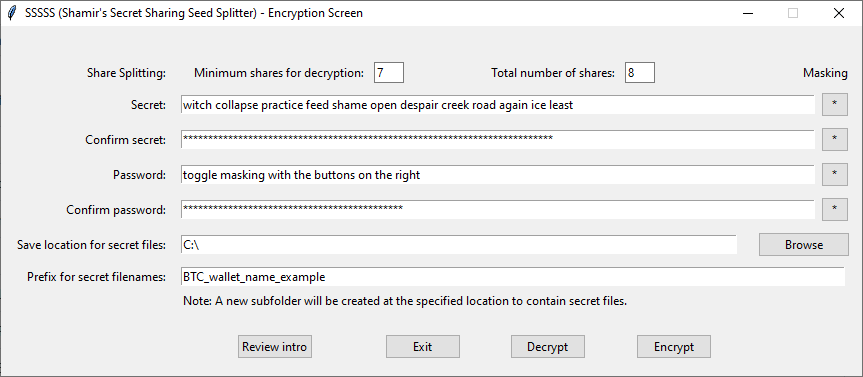 SSSSS (Shamir's Secret Sharing Seed Splitter) - Encryption Screen
Share Splitting: Minimum shares for decryption: 7 Total number of shares: 8 Masking
Secret: witch collapse practice feed shame open despair creek road again ice least *
Confirm secret: ************************************************************************** *
Password: toggle masking with the buttons on the right *
Confirm password: ******************************************** *
Save location for secret files: C:\ Browse
Prefix for secret filenames: BTC_wallet_name_example
Note: A new subfolder will be created at the specified location to contain secret files.
Review intro Exit Decrypt Encrypt